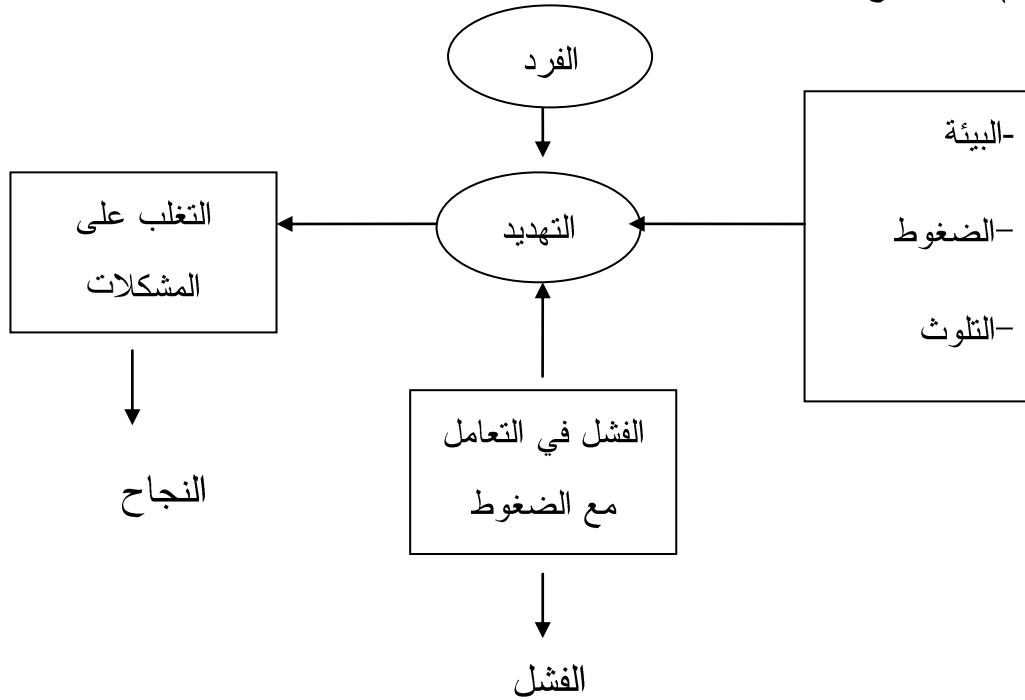 الفرد
-البيئة
-الضغوط
-التلوث
التهديد
التغلب على
المشكلات
النجاح
الفشل في التعامل
مع الضغوط
الفشل